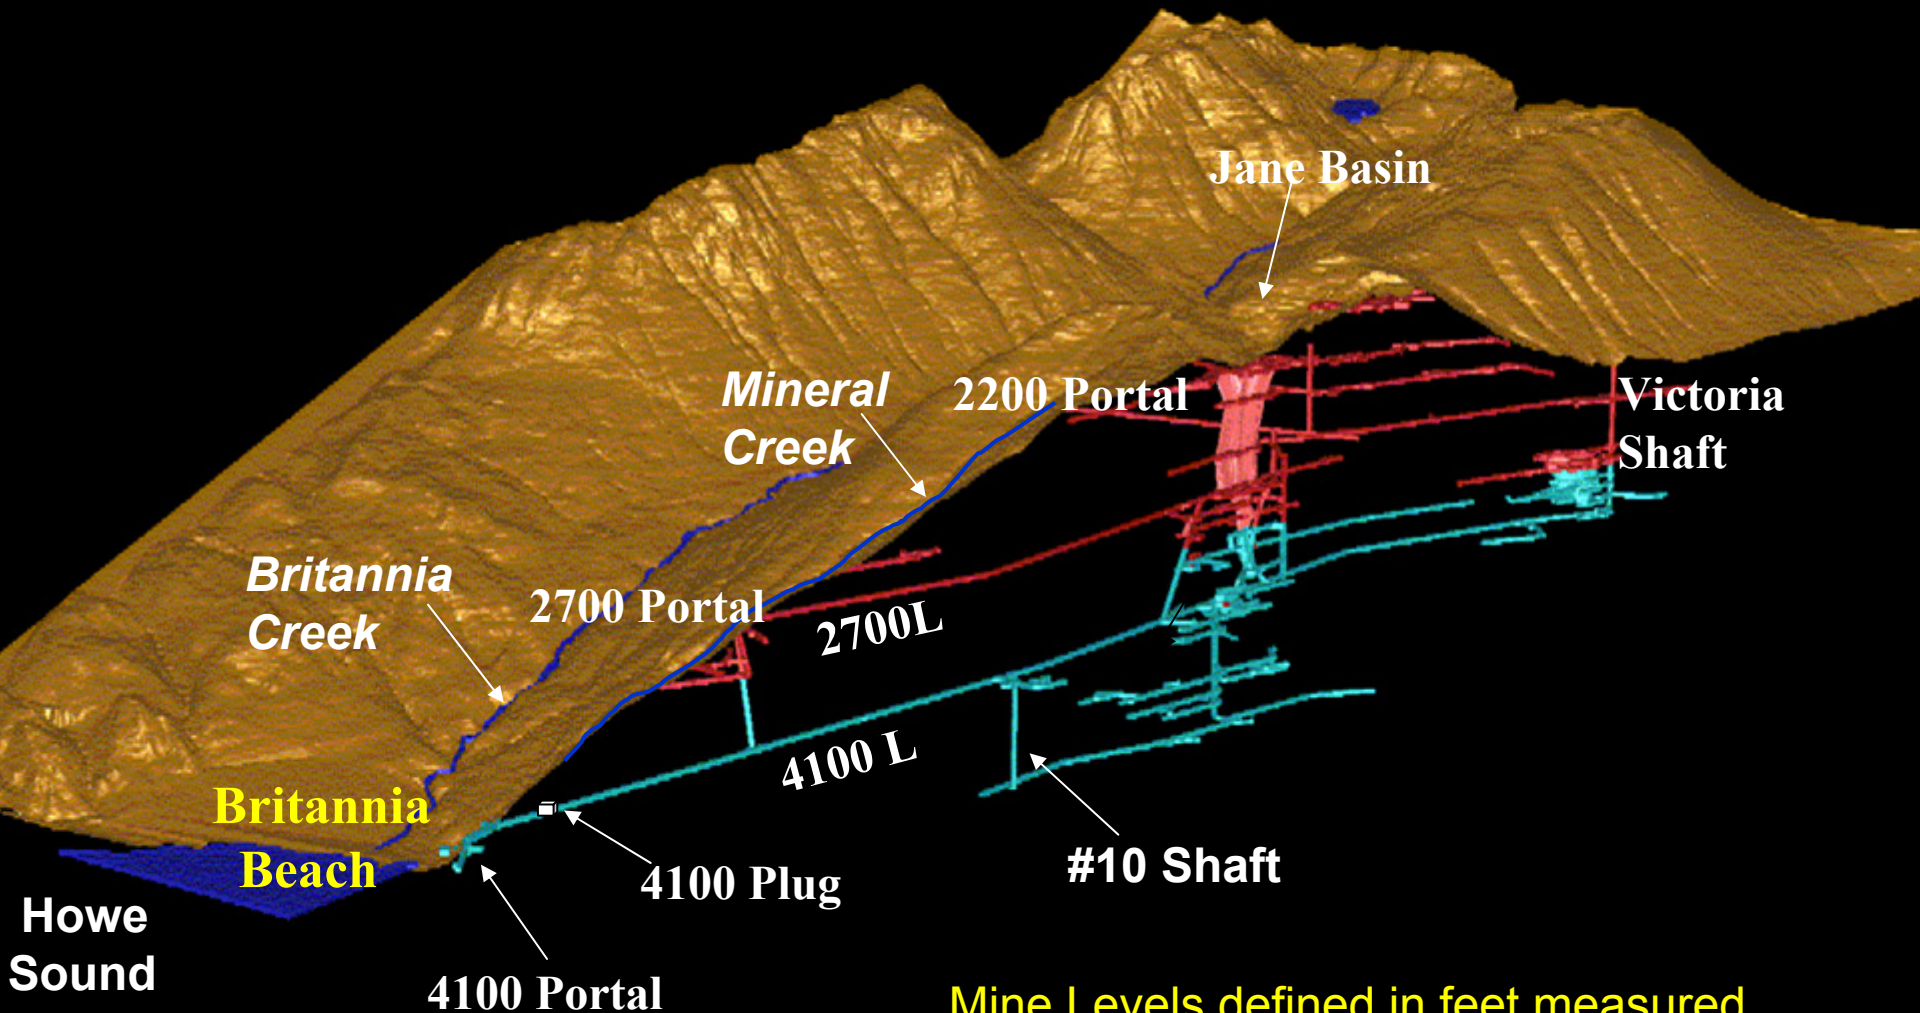 Jane Basin
Mineral
Creek
2200 Portal
Victoria
Shaft
Britannia
Creek
2700 Portal
2700L
4100 L
Britannia
Beach
4100 Plug
#10 Shaft
Howe
Sound
4100 Portal
Mine Levels defined in feet measured